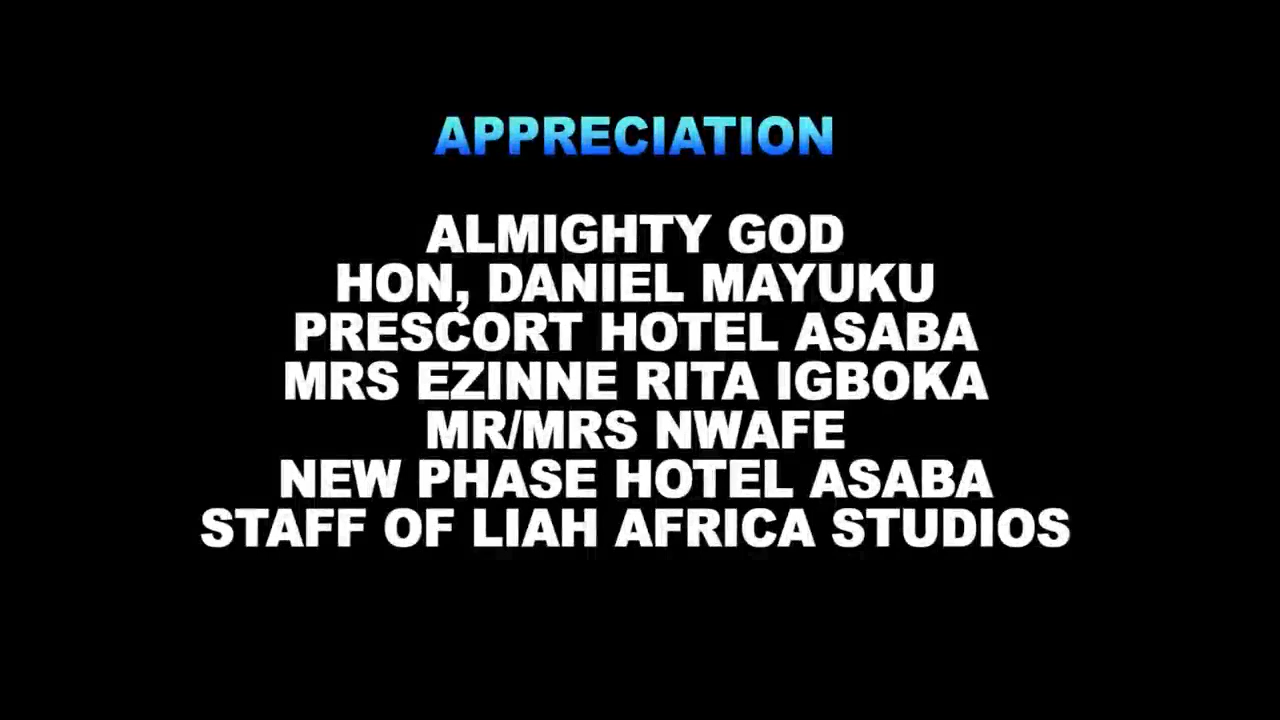 APPRECIATION
ALMIGHTY GOD
HON, DANIEL MAYUKU
PRESCORT HOTEL ASABA
MRS EZINNE RITA IGBOKA
MR/MRS NWAFE
NEW PHASE HOTEL ASABA
STAFF OF LIAH AFRICA STUDIOS